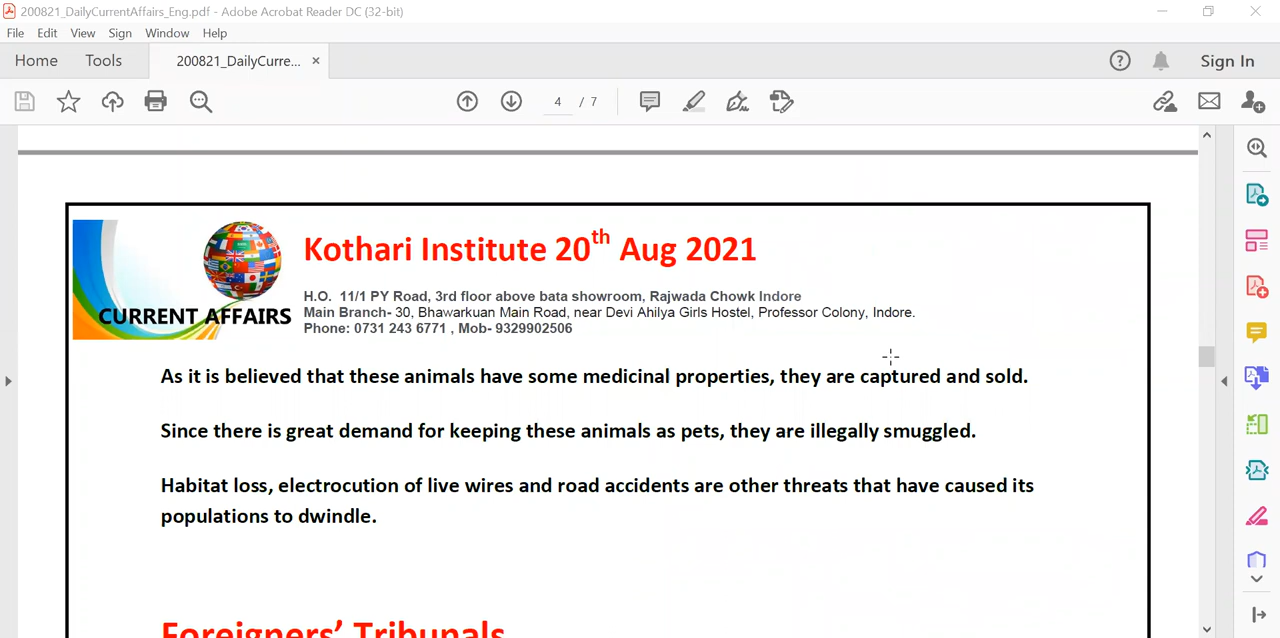 200821_DailyCurrentAffairs_Eng.pdf - Adobe Acrobat Reader DC (32-bit)
File Edit View Sign Window Help
Home Tools 200821_DailyCurre... × Sign In
4 / 7
Kothari Institute 20th Aug 2021
H.O. 11/1 PY Road, 3rd floor above bata showroom, Rajwada Chowk Indore
Main Branch- 30, Bhawarkuan Main Road, near Devi Ahilya Girls Hostel, Professor Colony, Indore.
CURRENT AFFAIRS
Phone: 0731 243 6771 , Mob- 9329902506
As it is believed that these animals have some medicinal properties, they are captured and sold.
Since there is great demand for keeping these animals as pets, they are illegally smuggled.
Habitat loss, electrocution of live wires and road accidents are other threats that have caused its
populations to dwindle.
Foreigners' Tribunals